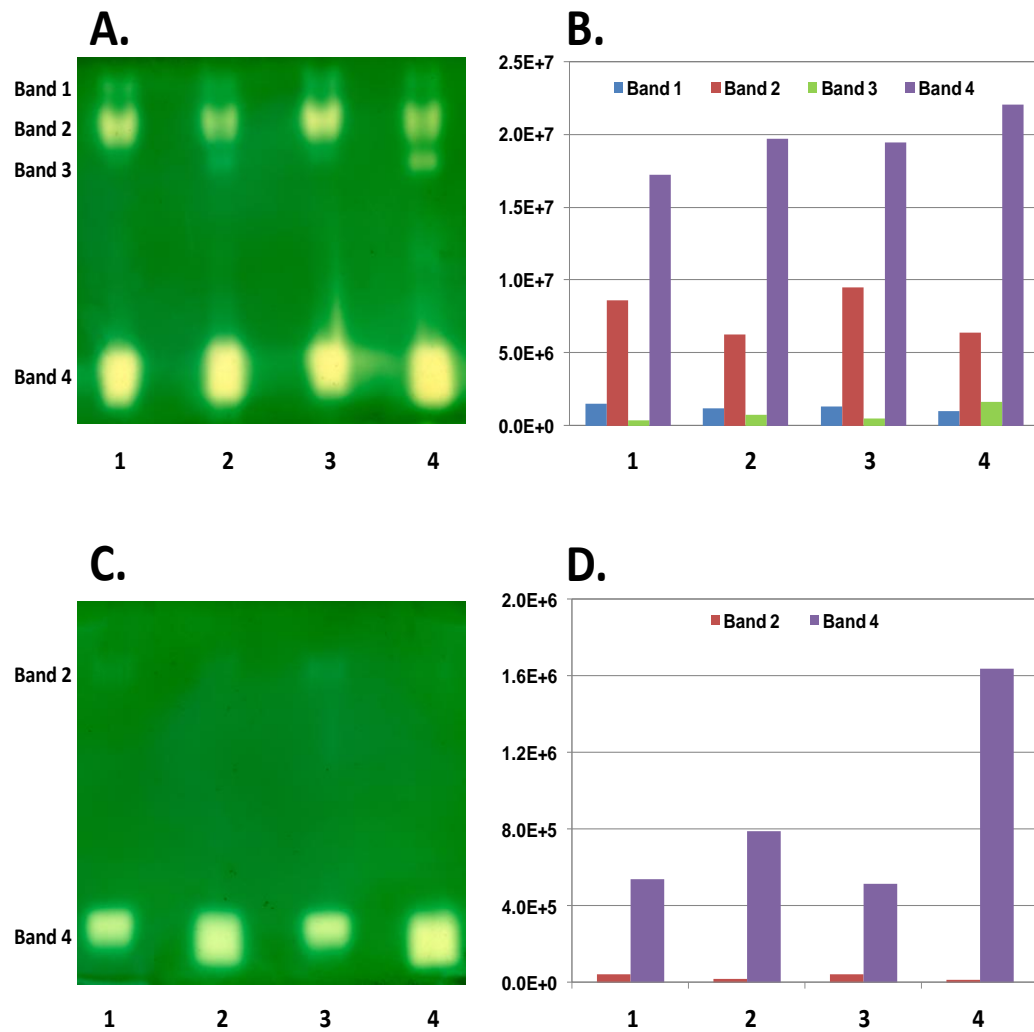 A.
Band 1
Band 2
Band 3
Band 4
1 2 3 4
B.
2.5E+7
2.0E+7
1.5E+7
1.0E+7
5.0E+6
0.0E+0
Band 1 Band 2 Band 3 Band 4
1 2 3 4
C.
Band 2
Band 4
1 2 3 4
D.
2.0E+6
1.6E+6
1.2E+6
8.0E+5
4.0E+5
0.0E+0
Band 2 Band 4
1 2 3 4